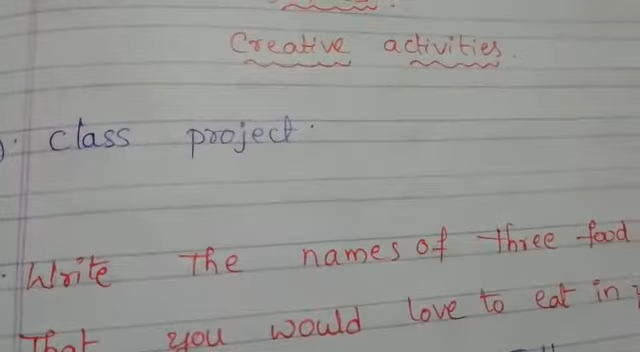 Creative activities.
class project.
Write The names of three food
That you would love to eat in